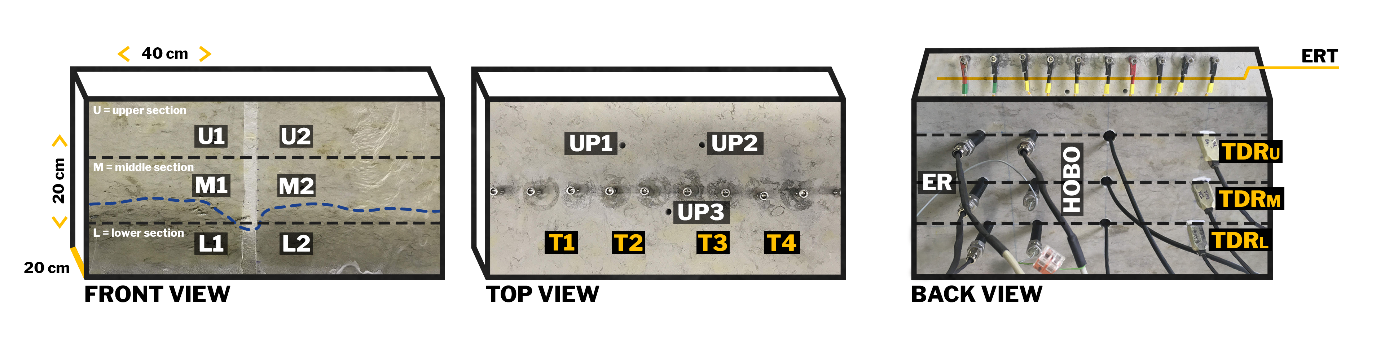 40 cm
U = upper section
U1 U2
20 cm
M = middle section
M1 M2
L = lower section
L1 L2
20 cm
FRONT VIEW
UP1 UP2
UP3
T1 T2 T3 T4
TOP VIEW
ERT
TDRU
ER
HOBO
TDRM
TDRL
BACK VIEW